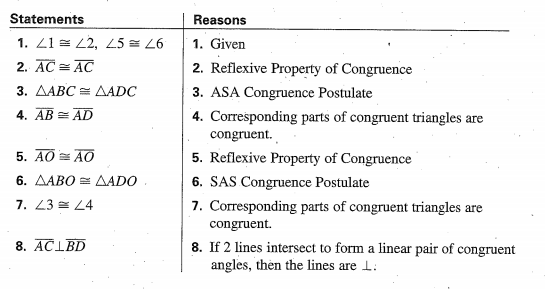 Statements Reasons
1. ∠1 ≅ ∠2, ∠5 ≅ ∠6 1. Given
2. AC ≅ AC 2. Reflexive Property of Congruence
3. △ABC ≅ △ADC 3. ASA Congruence Postulate
4. AB ≅ AD 4. Corresponding parts of congruent triangles are
congruent.
5. AO ≅ AO 5. Reflexive Property of Congruence
6. △ABO ≅ △ADO 6. SAS Congruence Postulate
7. ∠3 ≅ ∠4 7. Corresponding parts of congruent triangles are
congruent.
8. AC⊥BD 8. If 2 lines intersect to form a linear pair of congruent
angles, then the lines are ⊥.